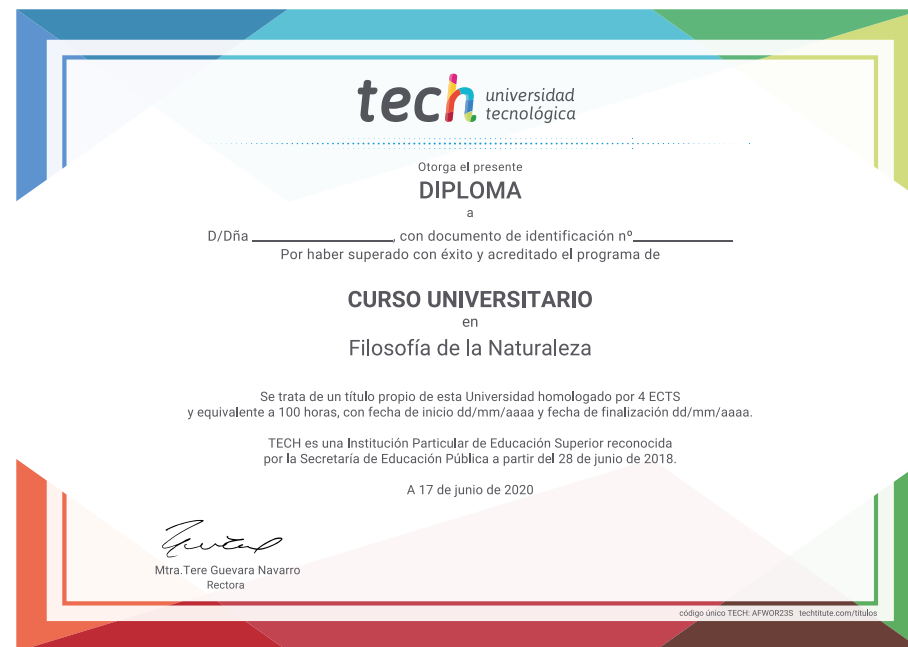 tech universidad
tecnológica
Otorga el presente
DIPLOMA
a
D/Dña ____________, con documento de identificación nº____________
Por haber superado con éxito y acreditado el programa de
CURSO UNIVERSITARIO
en
Filosofía de la Naturaleza
Se trata de un título propio de esta Universidad homologado por 4 ECTS
y equivalente a 100 horas, con fecha de inicio dd/mm/aaaa y fecha de finalización dd/mm/aaaa.
TECH es una Institución Particular de Educación Superior reconocida
por la Secretaría de Educación Pública a partir del 28 de junio de 2018.
A 17 de junio de 2020
Mtra.Tere Guevara Navarro
Rectora
código único TECH: AFWOR23S techtitute.com/titulos